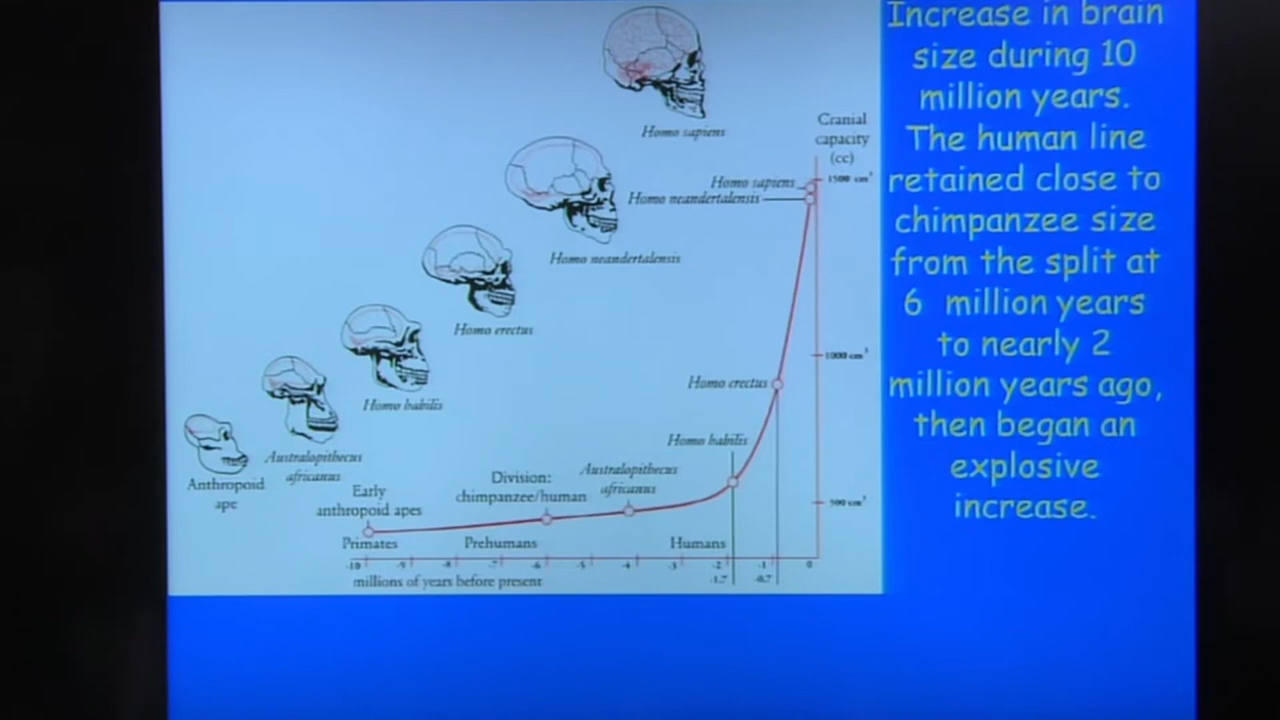 Increase in brain
size during 10
million years.
The human line
retained close to
chimpanzee size
from the split at
6 million years
to nearly 2
million years ago,
then began an
explosive
increase.
Homo sapiens
Cranial
capacity
(cc)
Homo sapiens
1500 cm³
Homo neandertalensis
Homo neandertalensis
Homo erectus
1000 cm³
Homo erectus
Homo habilis
Homo habilis
Australopithecus
africanus
Anthropoid
ape
Division:
chimpanzee/human
Australopithecus
africanus
Early
anthropoid apes
500 cm³
Primates
Prehumans
Humans
-10 -9 -8 -7 -6 -5 -4 -3 -2 -1 0
millions of years before present
-1.7
-0.7